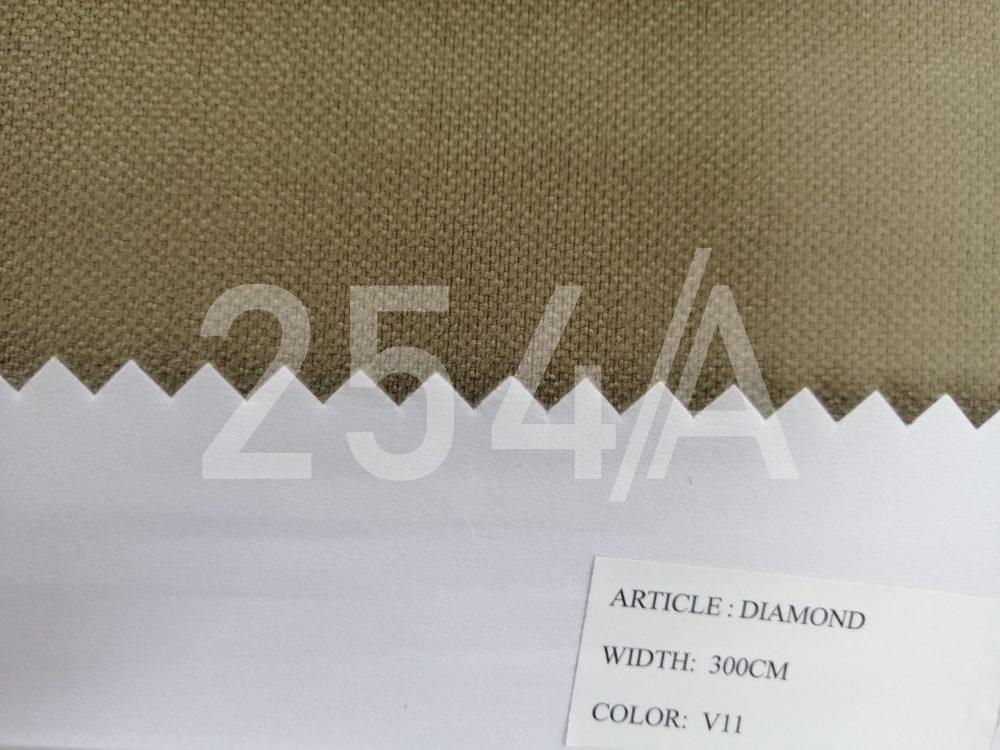 254/A
ARTICLE : DIAMOND
WIDTH: 300CM
COLOR: V11